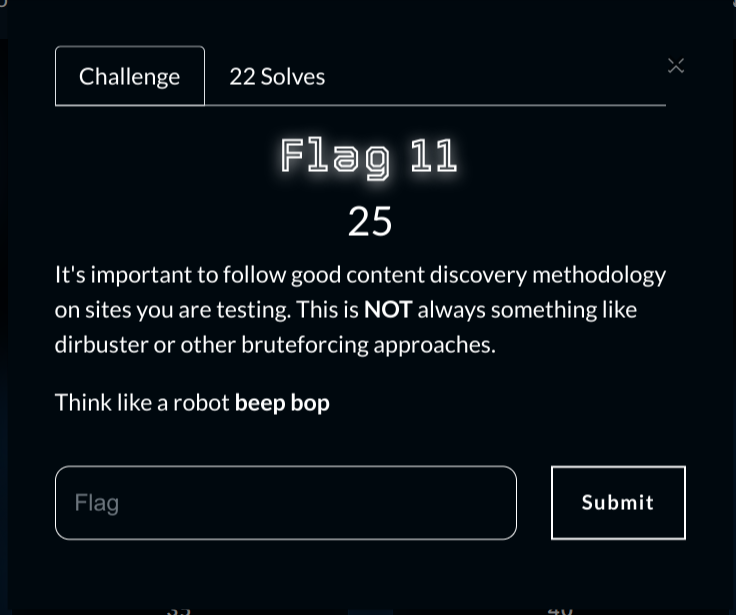 Challenge
22 Solves
Flag 11
25
It's important to follow good content discovery methodology
on sites you are testing. This is NOT always something like
dirbuster or other bruteforcing approaches.
Think like a robot beep bop
Flag
Submit